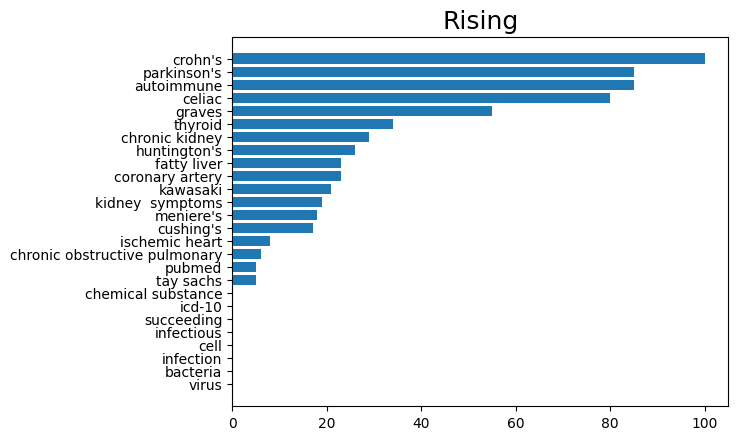 Rising
crohn's
parkinson's
autoimmune
celiac
graves
thyroid
chronic kidney
huntington's
fatty liver
coronary artery
kawasaki
kidney  symptoms
meniere's
cushing's
ischemic heart
chronic obstructive pulmonary
pubmed
tay sachs
chemical substance
icd-10
succeeding
infectious
cell
infection
bacteria
virus
0 20 40 60 80 100